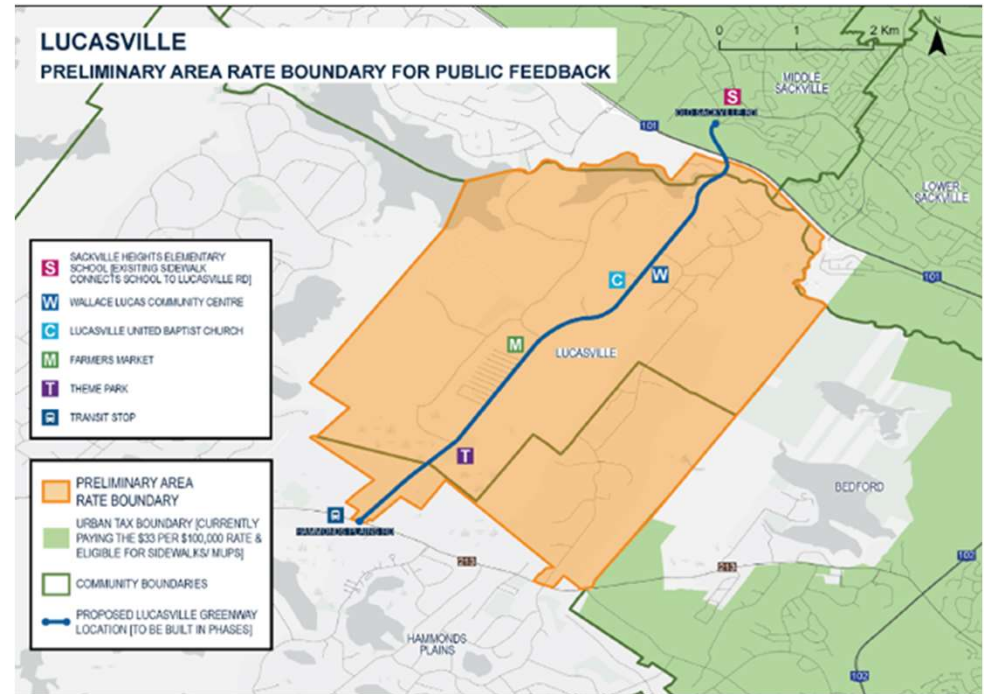 LUCASVILLE
PRELIMINARY AREA RATE BOUNDARY FOR PUBLIC FEEDBACK
0 1 2 Km
N
MIDDLE
SACKVILLE
S
OLD SACKVILLE RD
101
LOWER
SACKVILLE
101
S SACKVILLE HEIGHTS ELEMENTARY
SCHOOL [EXISITING SIDEWALK
CONNECTS SCHOOL TO LUCASVILLE RD]
W WALLACE LUCAS COMMUNITY CENTRE
C LUCASVILLE UNITED BAPTIST CHURCH
M FARMERS MARKET
T THEME PARK
TRANSIT STOP
C
W
M
LUCASVILLE
T
PRELIMINARY AREA
RATE BOUNDARY
URBAN TAX BOUNDARY [CURRENTLY
PAYING THE $33 PER $100,000 RATE &
ELIGIBLE FOR SIDEWALKS/ MUPS]
COMMUNITY BOUNDARIES
PROPOSED LUCASVILLE GREENWAY
LOCATION [TO BE BUILT IN PHASES]
BEDFORD
HAMMONDS PLAINS RD
213
213
102
HAMMONDS
PLAINS
102